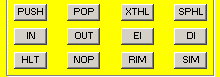 PUSH POP XTHL SPHL
IN OUT EI DI
HLT NOP RIM SIM